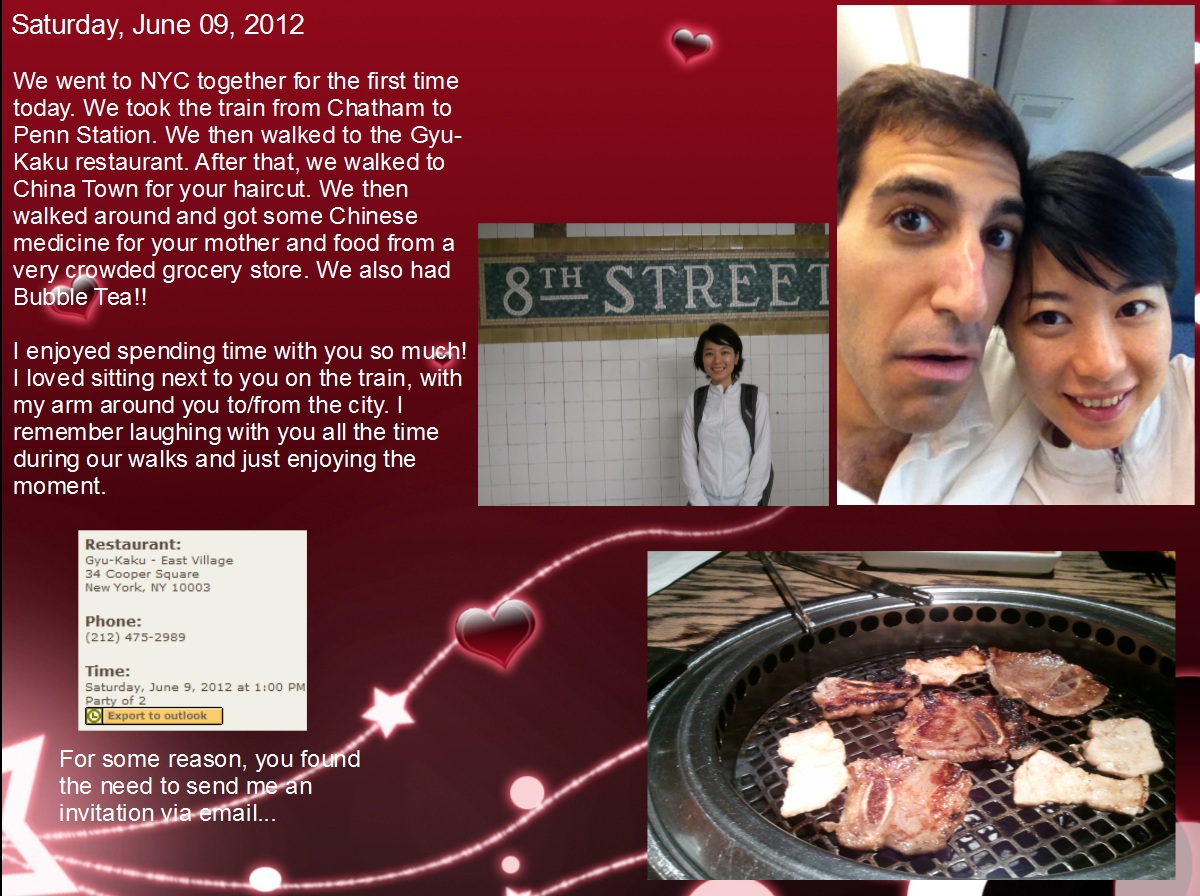 Saturday, June 09, 2012
We went to NYC together for the first time
today. We took the train from Chatham to
Penn Station. We then walked to the Gyu-
Kaku restaurant. After that, we walked to
China Town for your haircut. We then
walked around and got some Chinese
medicine for your mother and food from a
very crowded grocery store. We also had
Bubble Tea!!
I enjoyed spending time with you so much!
I loved sitting next to you on the train, with
my arm around you to/from the city. I
remember laughing with you all the time
during our walks and just enjoying the
moment.
8TH STREET
Restaurant:
Gyu-Kaku - East Village
34 Cooper Square
New York, NY 10003
Phone:
(212) 475-2989
Time:
Saturday, June 9, 2012 at 1:00 PM
Party of 2
Export to outlook
For some reason, you found
the need to send me an
invitation via email...